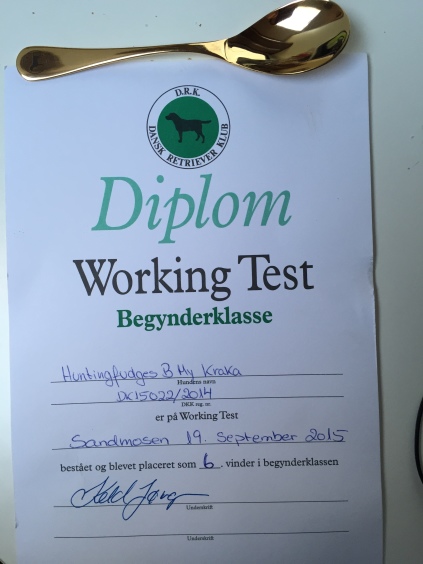 D.R.K.
DANSK RETRIEVER KLUB
Diplom
Working Test
Begynderklasse
Huntingfudges B My Kraka
Hundens navn
DK15022/2014
DKK reg. nr.
er på Working Test
Sandmosen 19. September 2015
bestået og blevet placeret som 6. vinder i begynderklassen
Underskrift
Underskrift